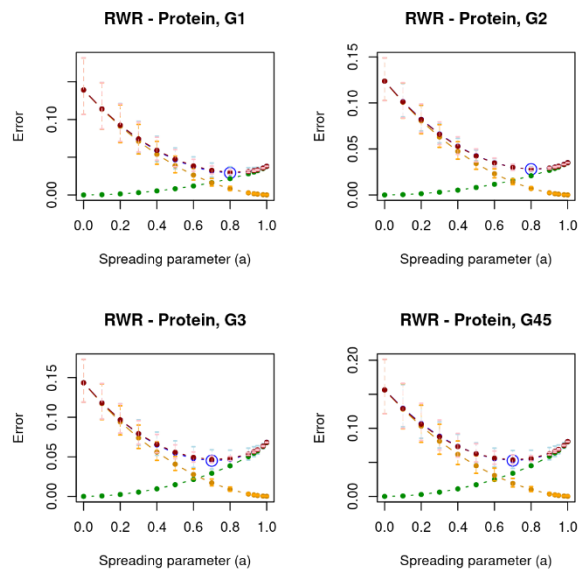 RWR - Protein, G1
Error
0.00
0.10
0.0 0.2 0.4 0.6 0.8 1.0
Spreading parameter (a)
RWR - Protein, G2
Error
0.00
0.05
0.10
0.15
0.0 0.2 0.4 0.6 0.8 1.0
Spreading parameter (a)
RWR - Protein, G3
Error
0.00
0.05
0.10
0.15
0.0 0.2 0.4 0.6 0.8 1.0
Spreading parameter (a)
RWR - Protein, G45
Error
0.00
0.10
0.20
0.0 0.2 0.4 0.6 0.8 1.0
Spreading parameter (a)